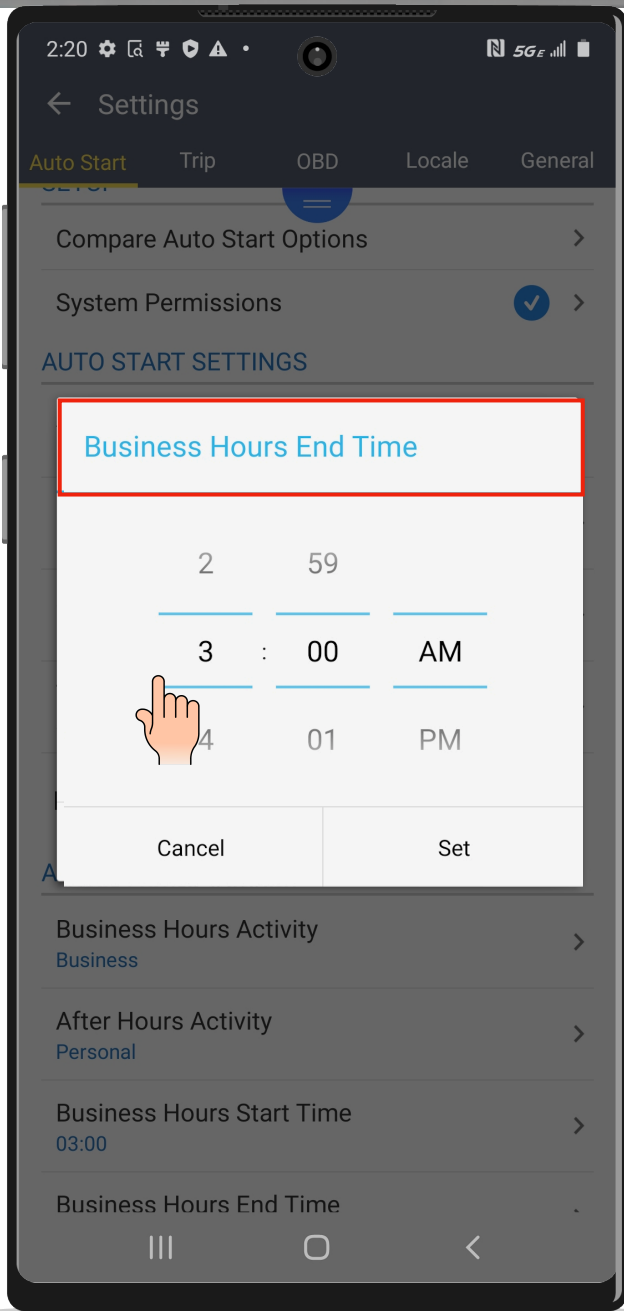 2:20
5G E
Settings
Auto Start Trip OBD Locale General
SETUP
Compare Auto Start Options
System Permissions
AUTO START SETTINGS
Business Hours End Time
2 59
3 : 00 AM
4 01 PM
Cancel Set
Business Hours Activity
Business
After Hours Activity
Personal
Business Hours Start Time
03:00
Business Hours End Time